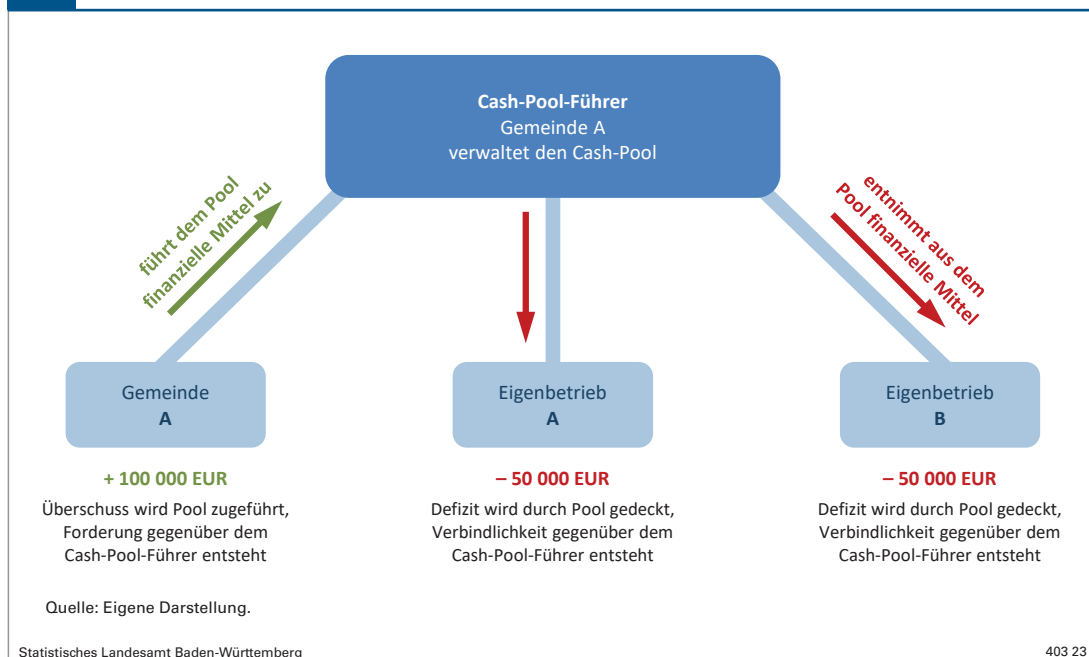 Cash-Pool-Führer
Gemeinde A
verwaltet den Cash-Pool
führt dem Pool
finanzielle Mittel zu
entnimmt aus dem
Pool finanzielle Mittel
Gemeinde
A
+ 100 000 EUR
Überschuss wird Pool zugeführt,
Forderung gegenüber dem
Cash-Pool-Führer entsteht
Eigenbetrieb
A
– 50 000 EUR
Defizit wird durch Pool gedeckt,
Verbindlichkeit gegenüber dem
Cash-Pool-Führer entsteht
Eigenbetrieb
B
– 50 000 EUR
Defizit wird durch Pool gedeckt,
Verbindlichkeit gegenüber dem
Cash-Pool-Führer entsteht
Quelle: Eigene Darstellung.
Statistisches Landesamt Baden-Württemberg
403 23